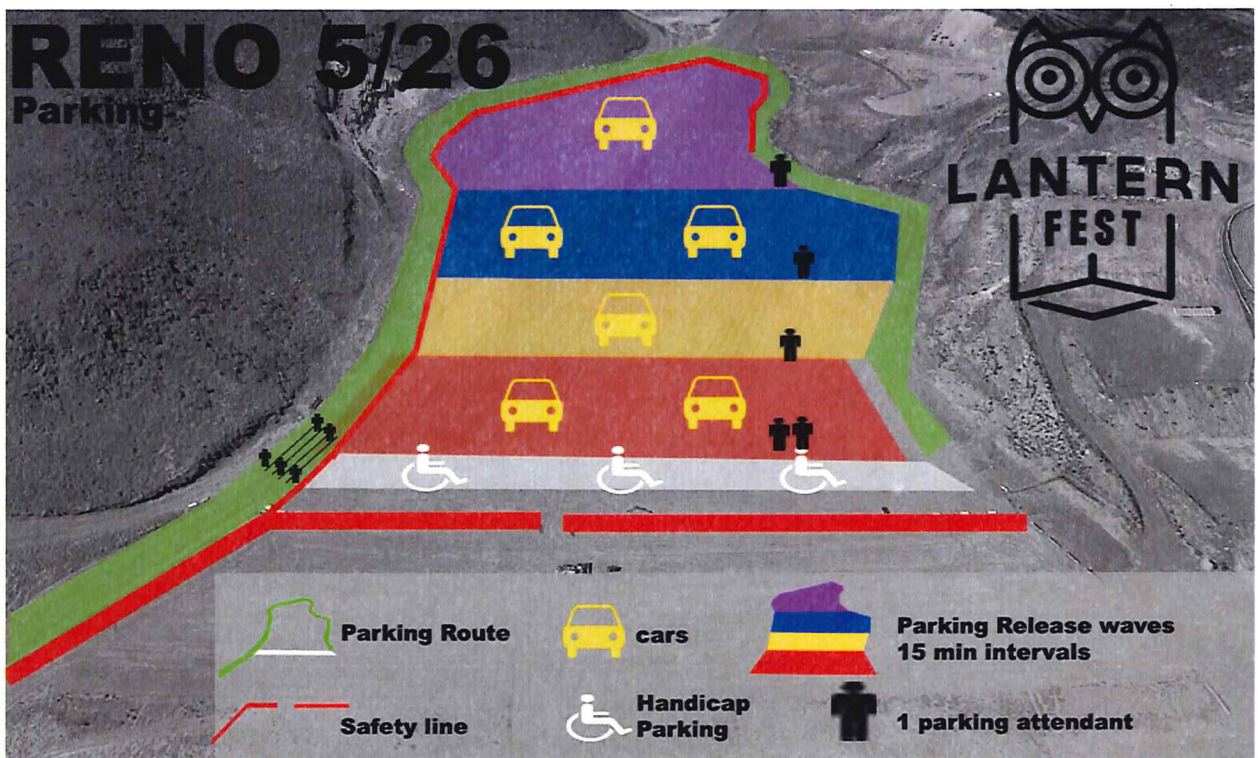 RENO 5/26
Parking
LANTERN
FEST
Parking Route
cars
Parking Release waves
15 min intervals
Safety line
Handicap
Parking
1 parking attendant